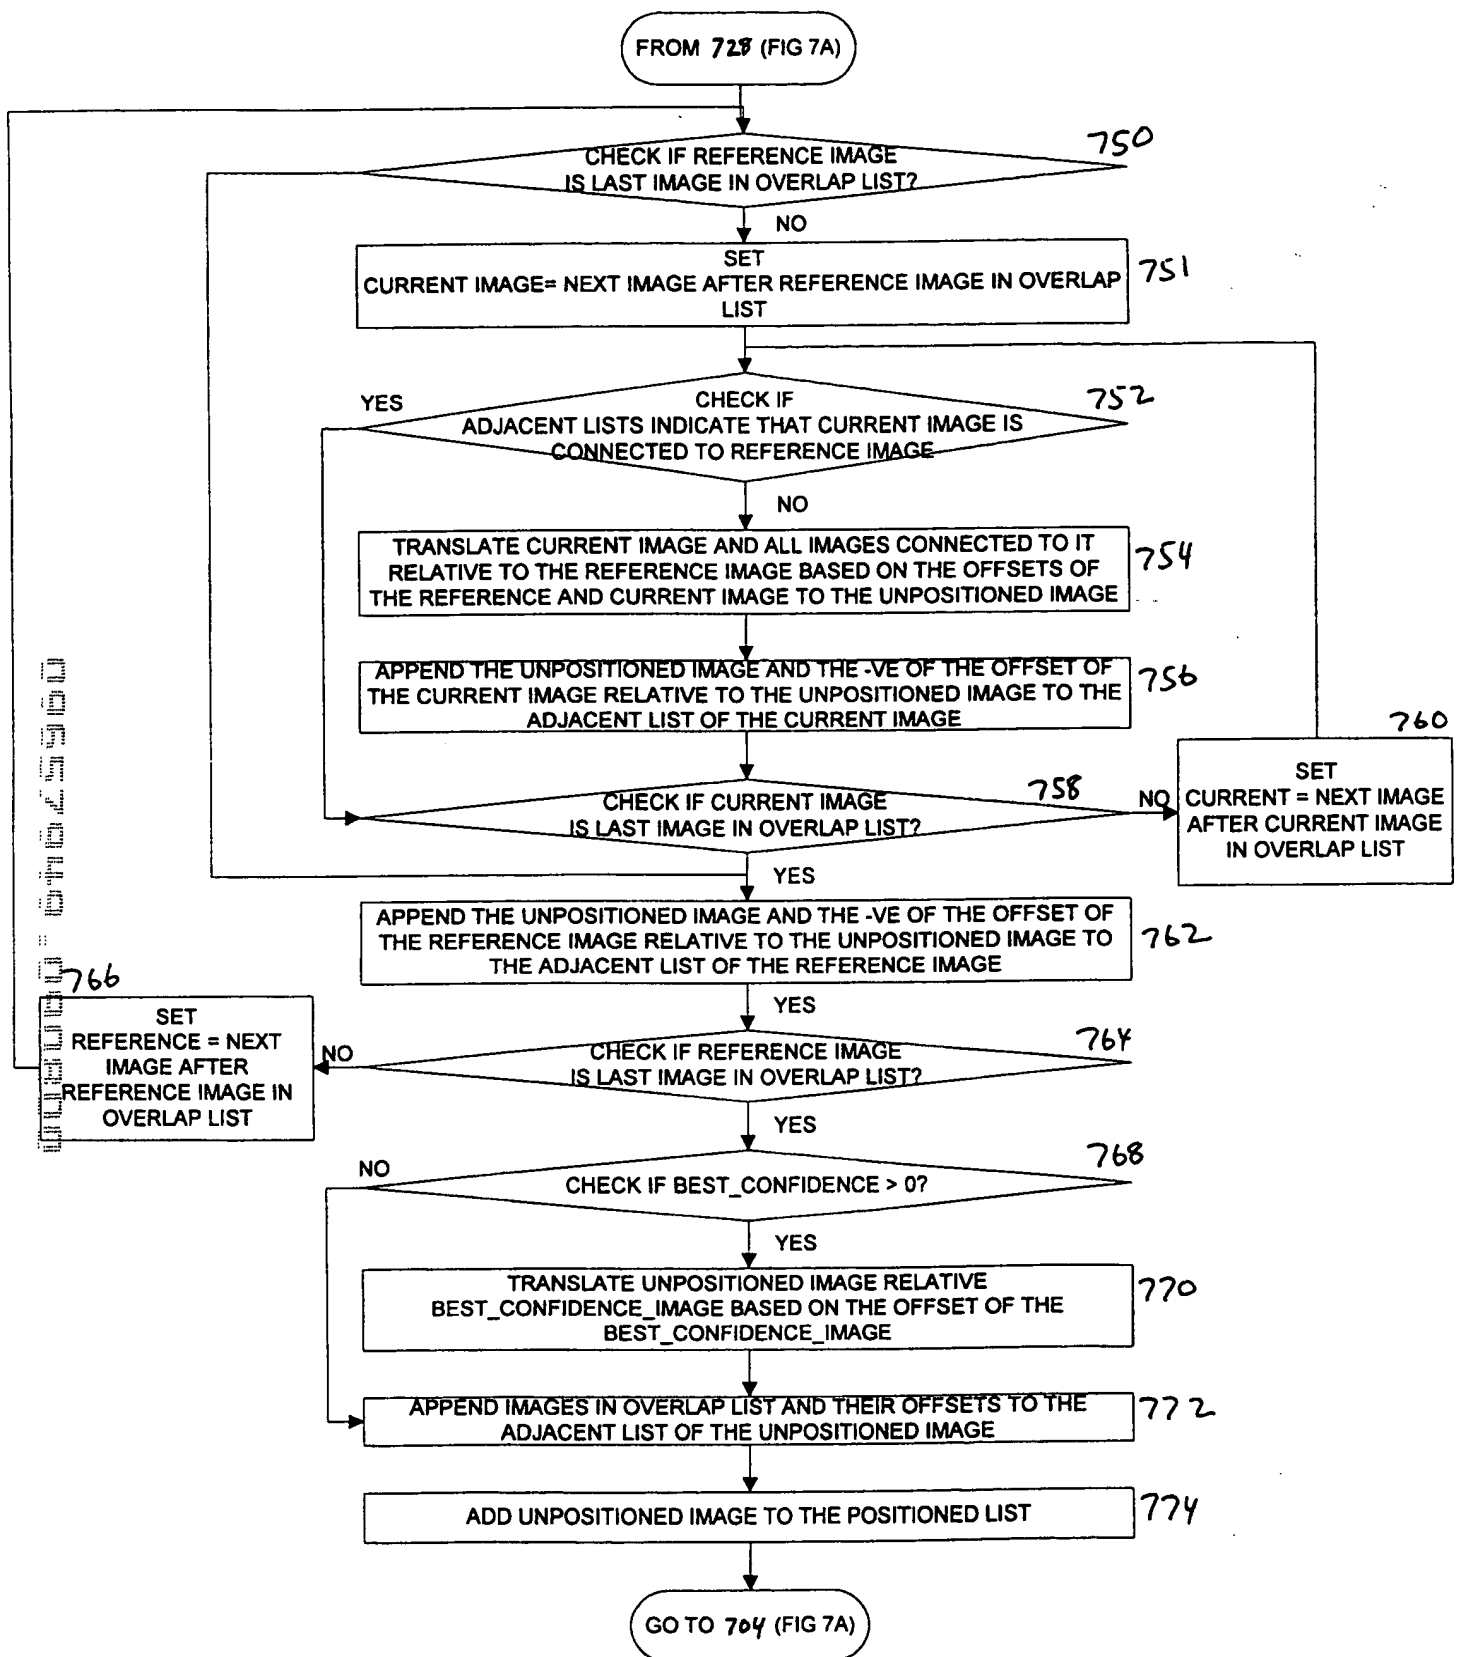 FROM 728 (FIG 7A)
750
CHECK IF REFERENCE IMAGE
IS LAST IMAGE IN OVERLAP LIST?
NO
SET
CURRENT IMAGE= NEXT IMAGE AFTER REFERENCE IMAGE IN OVERLAP
LIST
751
YES
CHECK IF
ADJACENT LISTS INDICATE THAT CURRENT IMAGE IS
CONNECTED TO REFERENCE IMAGE
752
NO
TRANSLATE CURRENT IMAGE AND ALL IMAGES CONNECTED TO IT
RELATIVE TO THE REFERENCE IMAGE BASED ON THE OFFSETS OF
THE REFERENCE AND CURRENT IMAGE TO THE UNPOSITIONED IMAGE
754
APPEND THE UNPOSITIONED IMAGE AND THE -VE OF THE OFFSET OF
THE CURRENT IMAGE RELATIVE TO THE UNPOSITIONED IMAGE TO THE
ADJACENT LIST OF THE CURRENT IMAGE
756
760
SET
CURRENT = NEXT IMAGE
AFTER CURRENT IMAGE
IN OVERLAP LIST
CHECK IF CURRENT IMAGE
IS LAST IMAGE IN OVERLAP LIST?
758
NO
YES
APPEND THE UNPOSITIONED IMAGE AND THE -VE OF THE OFFSET OF
THE REFERENCE IMAGE RELATIVE TO THE UNPOSITIONED IMAGE TO
THE ADJACENT LIST OF THE REFERENCE IMAGE
762
766
SET
REFERENCE = NEXT
IMAGE AFTER
REFERENCE IMAGE IN
OVERLAP LIST
YES
NO
CHECK IF REFERENCE IMAGE
IS LAST IMAGE IN OVERLAP LIST?
764
YES
NO
CHECK IF BEST_CONFIDENCE > 0?
768
YES
TRANSLATE UNPOSITIONED IMAGE RELATIVE
BEST_CONFIDENCE_IMAGE BASED ON THE OFFSET OF THE
BEST_CONFIDENCE_IMAGE
770
APPEND IMAGES IN OVERLAP LIST AND THEIR OFFSETS TO THE
ADJACENT LIST OF THE UNPOSITIONED IMAGE
772
ADD UNPOSITIONED IMAGE TO THE POSITIONED LIST
774
GO TO 704 (FIG 7A)